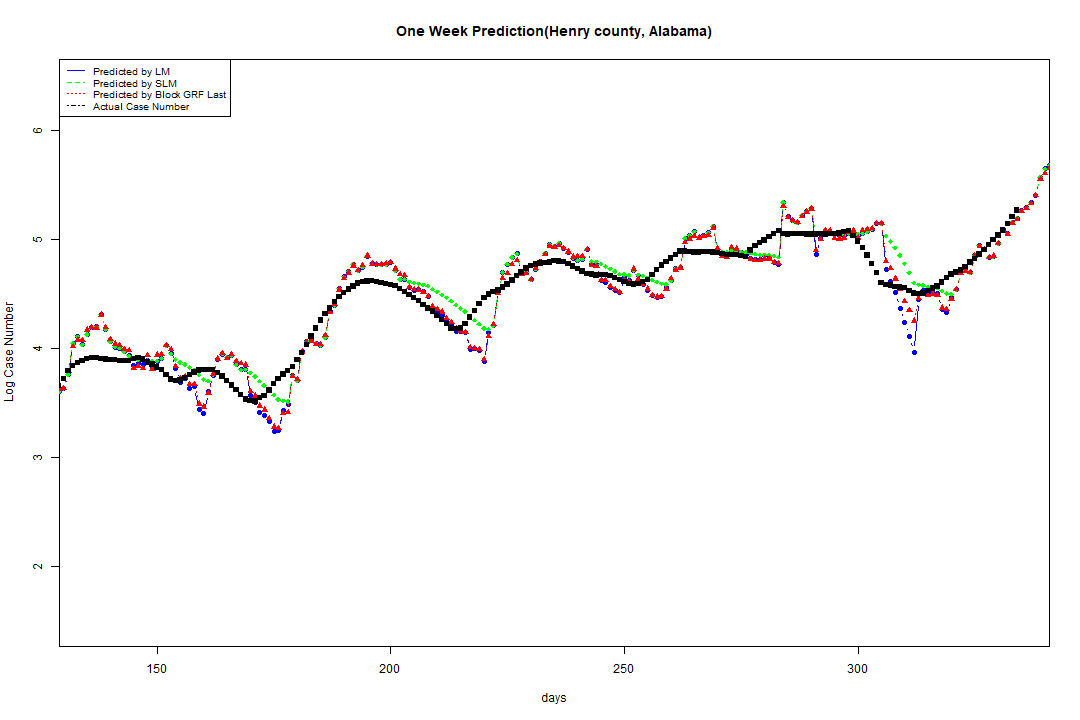 One Week Prediction(Henry county, Alabama)
Predicted by LM
Predicted by SLM
Predicted by Block GRF Last
Actual Case Number
6
5
4
3
2
Log Case Number
150 200 250 300
days